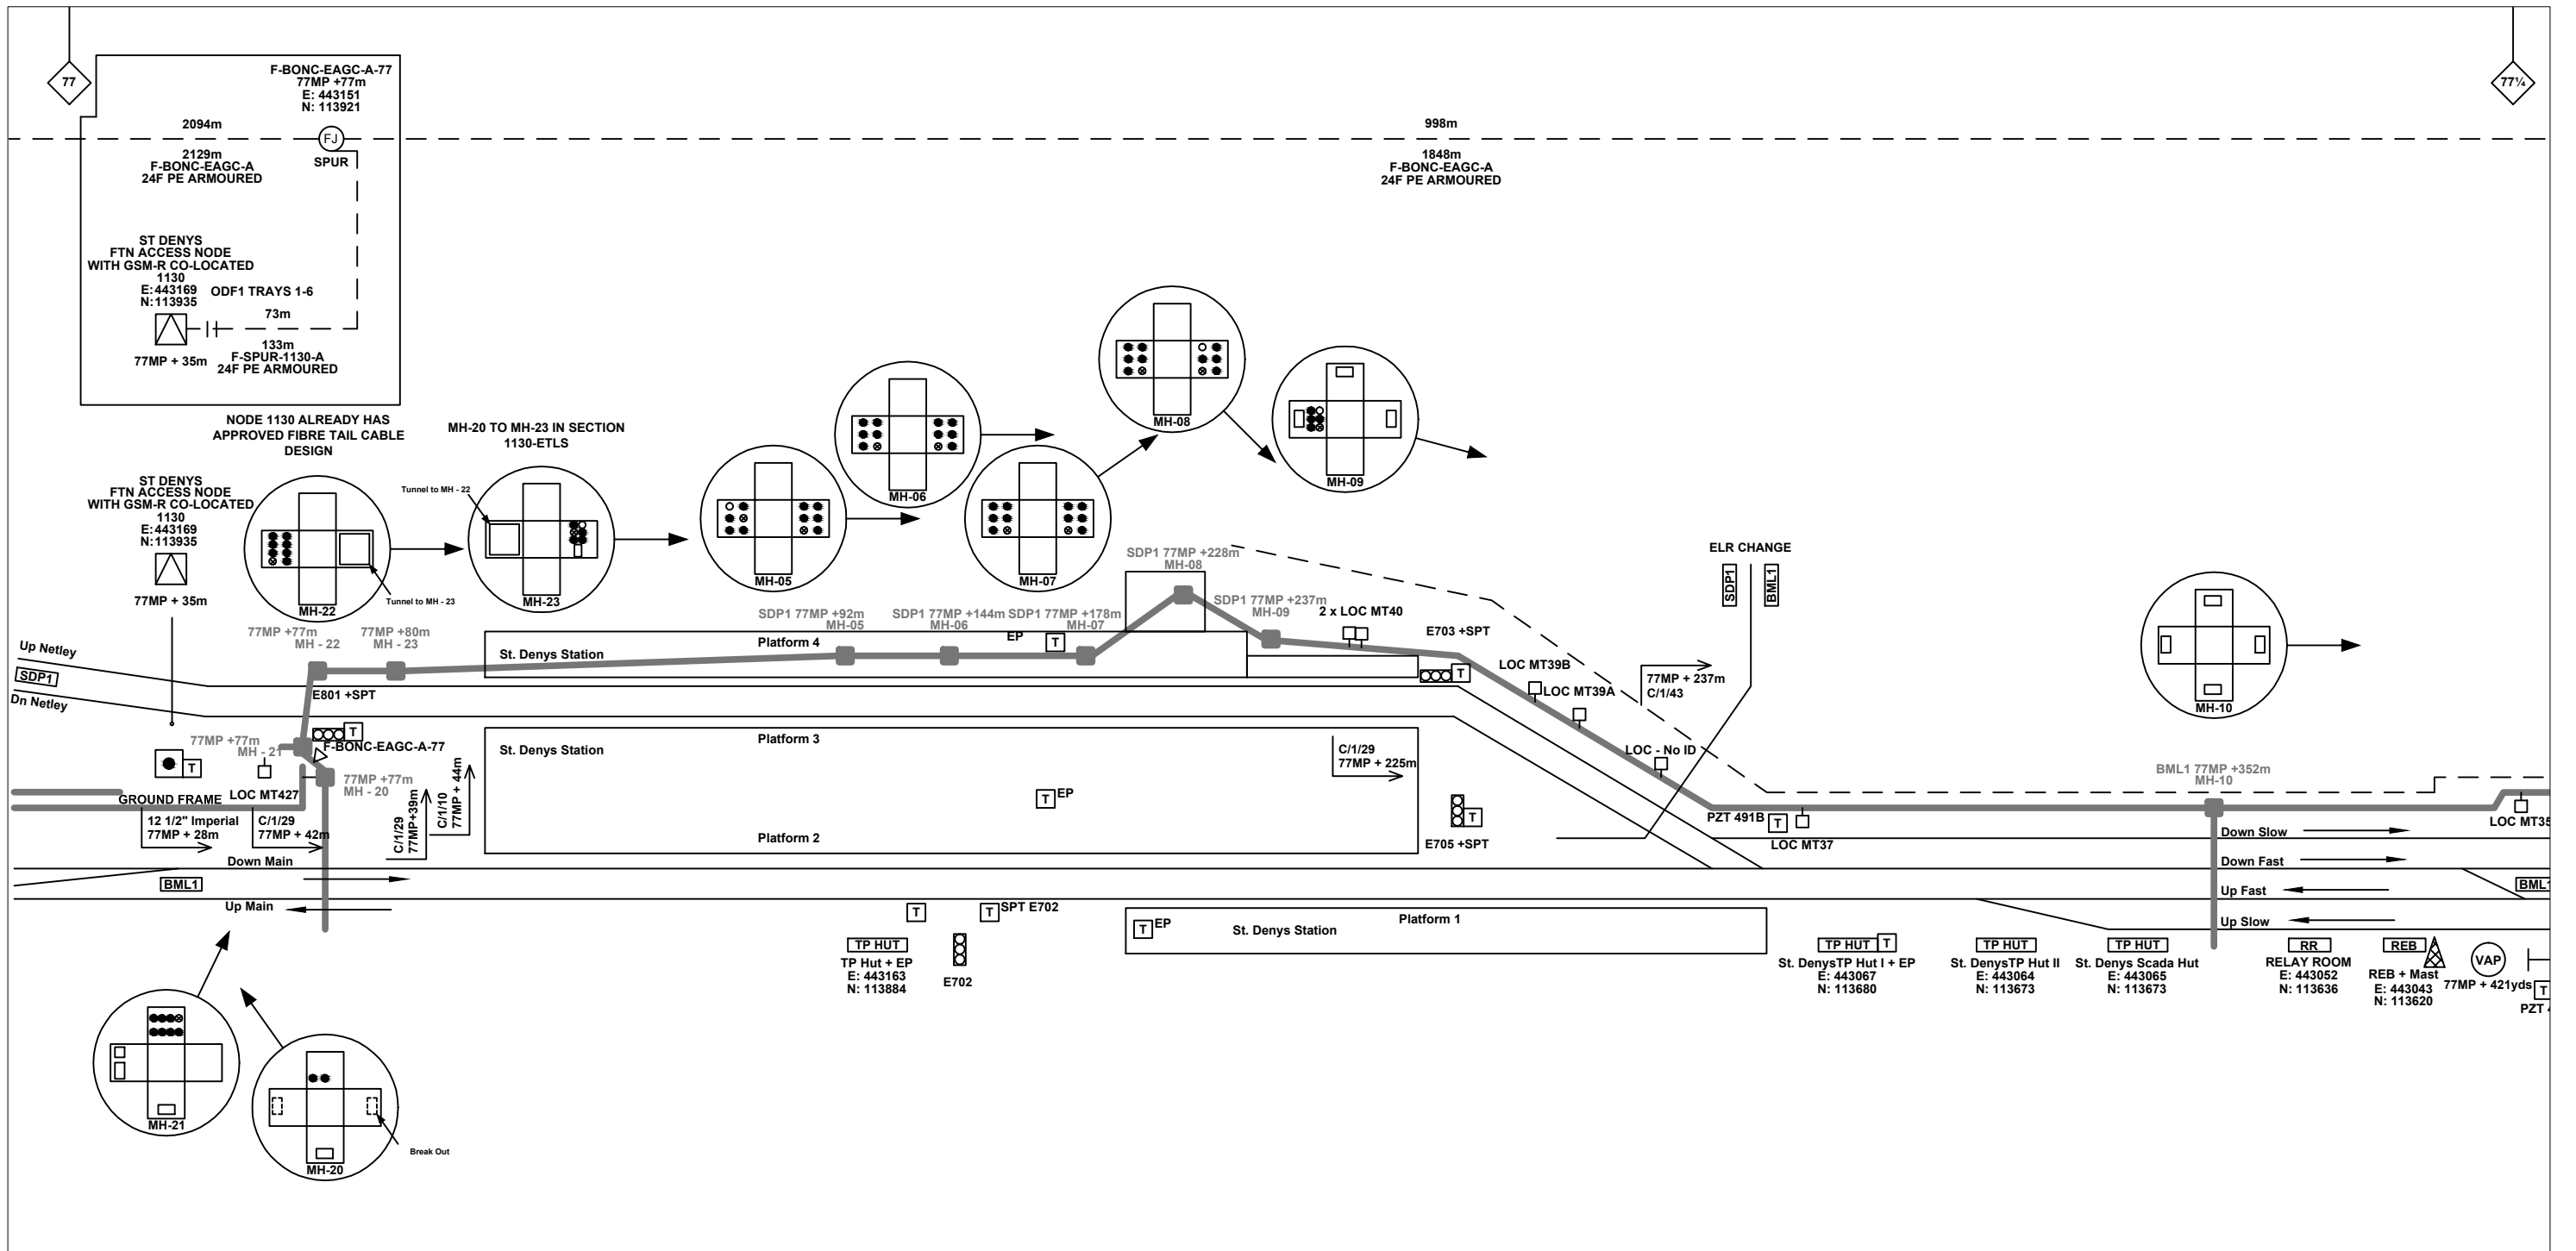 77
77¼
F-BONC-EAGC-A-77
77MP +77m
E: 443151
N: 113921
2094m
FJ
SPUR
2129m
F-BONC-EAGC-A
24F PE ARMOURED
998m
1848m
F-BONC-EAGC-A
24F PE ARMOURED
ST DENYS
FTN ACCESS NODE
WITH GSM-R CO-LOCATED
1130
E:443169
N:113935
ODF1 TRAYS 1-6
73m
133m
F-SPUR-1130-A
24F PE ARMOURED
77MP + 35m
NODE 1130 ALREADY HAS
APPROVED FIBRE TAIL CABLE
DESIGN
MH-20 TO MH-23 IN SECTION
1130-ETLS
ST DENYS
FTN ACCESS NODE
WITH GSM-R CO-LOCATED
1130
E:443169
N:113935
77MP + 35m
MH-22
Tunnel to MH - 23
Tunnel to MH - 22
MH-23
MH-05
MH-06
MH-07
MH-08
MH-09
MH-10
77MP +77m
MH - 22
77MP +80m
MH - 23
SDP1 77MP +92m
MH-05
SDP1 77MP +144m
MH-06
SDP1 77MP +178m
MH-07
SDP1 77MP +228m
MH-08
SDP1 77MP +237m
MH-09
2 x LOC MT40
E703 +SPT
T
ELR CHANGE
SDP1
BML1
Up Netley
SDP1
Dn Netley
E801 +SPT
T
St. Denys Station
Platform 4
EP
T
LOC MT39B
LOC MT39A
77MP + 237m
C/1/43
LOC - No ID
77MP +77m
MH - 21
F-BONC-EAGC-A-77
T
LOC MT427
77MP +77m
MH - 20
GROUND FRAME
12 1/2" Imperial
77MP + 28m
C/1/29
77MP + 42m
C/1/29
77MP+39m
C/1/10
77MP + 44m
St. Denys Station
Platform 3
Platform 2
T
EP
C/1/29
77MP + 225m
T
E705 +SPT
PZT 491B
T
LOC MT37
BML1 77MP +352m
MH-10
LOC MT35
Down Slow
Down Fast
Up Fast
Up Slow
BML1
Down Main
BML1
Up Main
T
T
SPT E702
TP HUT
TP Hut + EP
E: 443163
N: 113884
E702
T
EP
St. Denys Station
Platform 1
TP HUT
T
St. DenysTP Hut I + EP
E: 443067
N: 113680
TP HUT
St. DenysTP Hut II
E: 443064
N: 113673
TP HUT
St. Denys Scada Hut
E: 443065
N: 113673
RR
RELAY ROOM
E: 443052
N: 113636
REB
REB + Mast
E: 443043
N: 113620
VAP
77MP + 421yds
T
PZT
MH-21
MH-20
Break Out